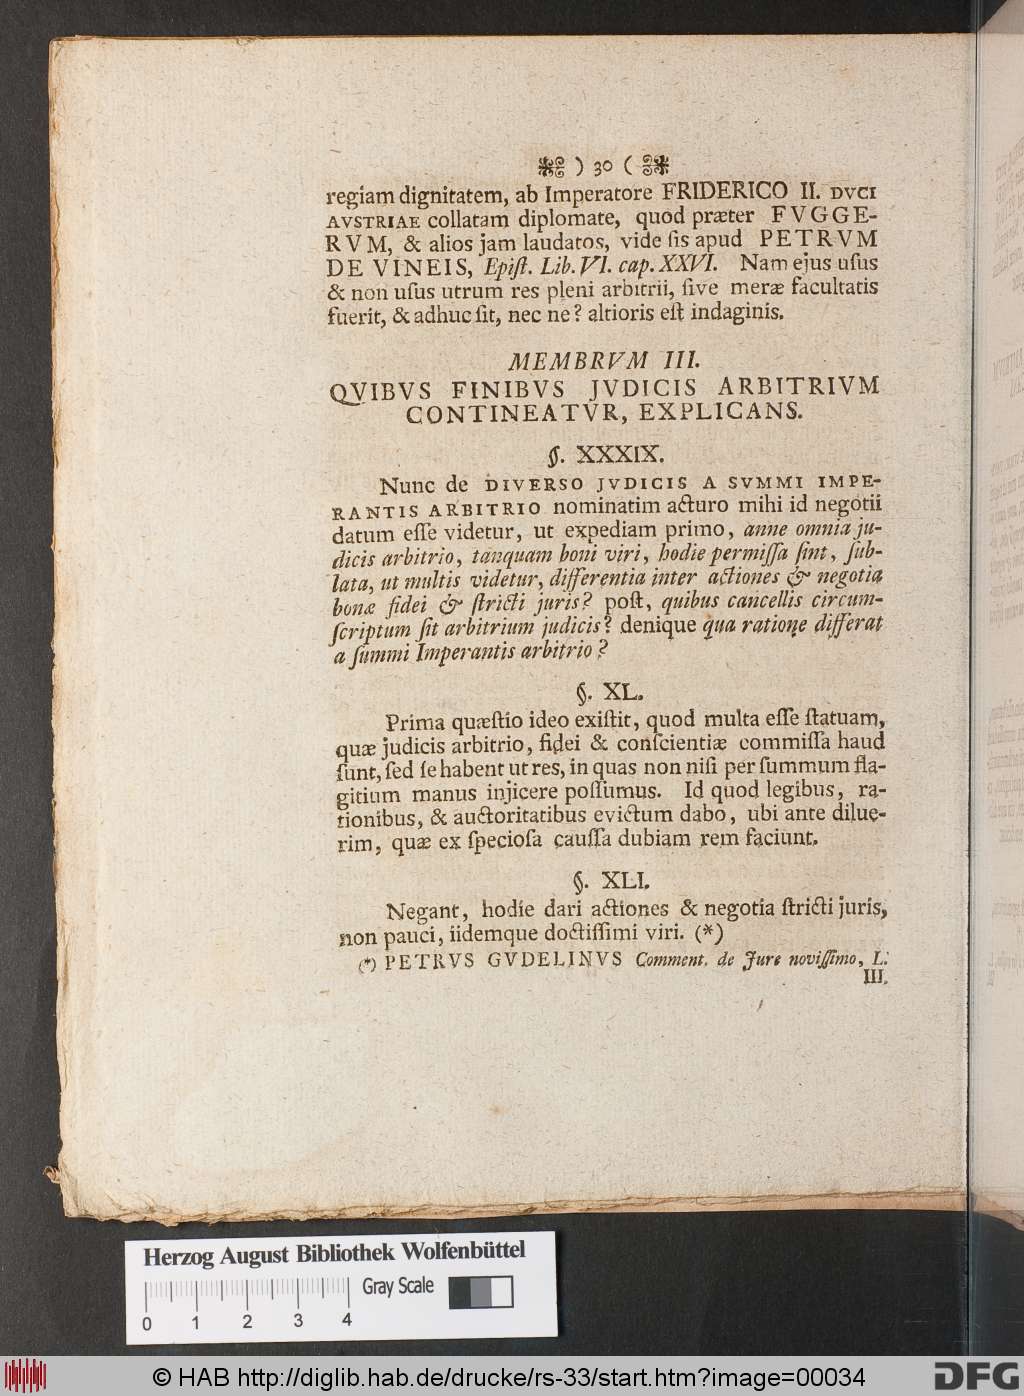 ) 30 (
regiam dignitatem, ab Imperatore FRIDERICO II. DVCI
AVSTRIAE collatam diplomate, quod præter FVGGE-
RVM, & alios jam laudatos, vide ſis apud PETRVM
DE VINEIS, Epiſt. Lib. VI. cap. XXVI. Nam ejus uſus
& non uſus utrum res pleni arbitrii, ſive meræ facultatis
fuerit, & adhuc ſit, nec ne? altioris eſt indaginis.
MEMBRVM III.
QVIBVS FINIBVS JVDICIS ARBITRIVM
CONTINEATVR, EXPLICANS.
§. XXXIX.
Nunc de DIVERSO JVDICIS A SVMMI IMPE-
RANTIS ARBITRIO nominatim acturo mihi id negotii
datum eſſe videtur, ut expediam primo, anne omnia ju-
dicis arbitrio, tanquam boni viri, hodie permiſſa ſint, ſub-
lata, ut multis videtur, differentia inter actiones & negotia
bonæ fidei & ſtricti juris? poſt, quibus cancellis circum-
ſcriptum ſit arbitrium judicis? denique qua ratione differat
a ſummi Imperantis arbitrio?
§. XL.
Prima quæſtio ideo exiſtit, quod multa eſſe ſtatuam,
quæ judicis arbitrio, fidei & conſcientiæ commiſſa haud
ſunt, ſed ſe habent ut res, in quas non niſi per ſummum fla-
gitium manus injicere poſſumus. Id quod legibus, ra-
tionibus, & auctoritatibus evictum dabo, ubi ante dilue-
rim, quæ ex ſpecioſa cauſſa dubiam rem faciunt.
§. XLI.
Negant, hodie dari actiones & negotia ſtricti juris,
non pauci, iidemque doctiſſimi viri. (*)
(*) PETRVS GVDELINVS Comment. de Jure noviſſimo, L.
III.
Herzog August Bibliothek Wolfenbüttel
Gray Scale
0 1 2 3 4
© HAB http://diglib.hab.de/drucke/rs-33/start.htm?image=00034
DFG